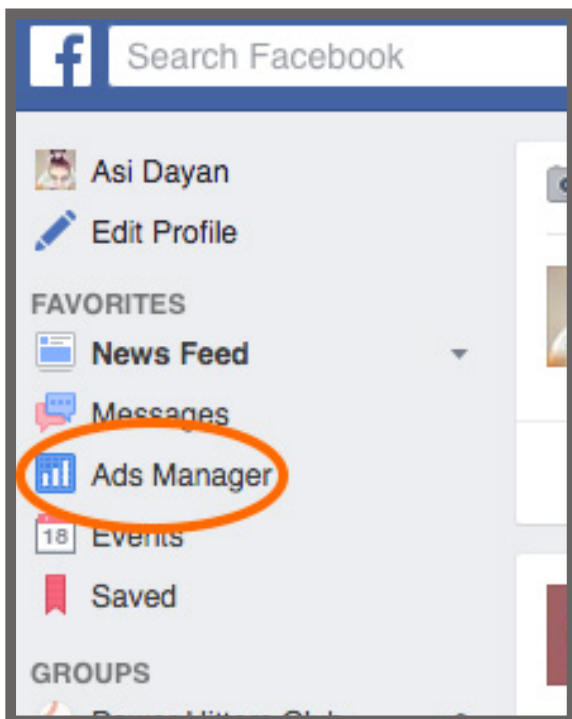 f Search Facebook
Asi Dayan
Edit Profile
FAVORITES
News Feed
Messages
Ads Manager
18 Events
Saved
GROUPS